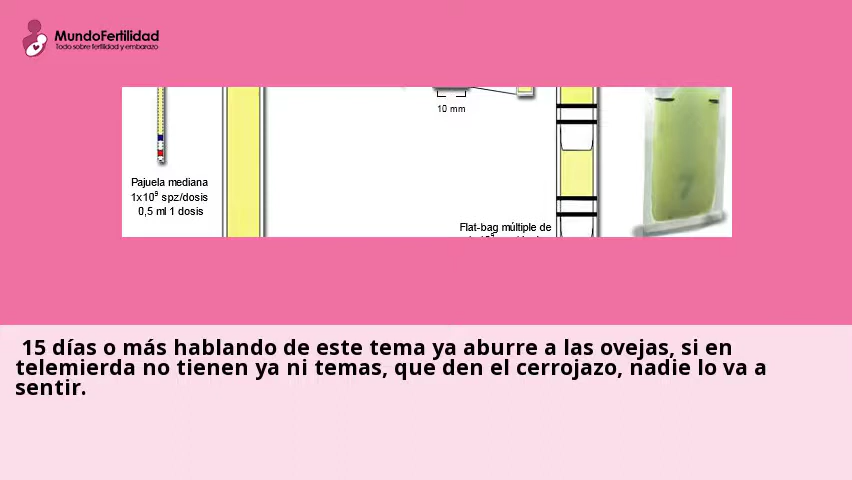 MundoFertilidad
Todo sobre fertilidad y embarazo
10 mm
Pajuela mediana
1x10⁹ spz/dosis
0,5 ml 1 dosis
7
Flat-bag múltiple de
15 días o más hablando de este tema ya aburre a las ovejas, si en
telemierda no tienen ya ni temas, que den el cerrojazo, nadie lo va a
sentir.